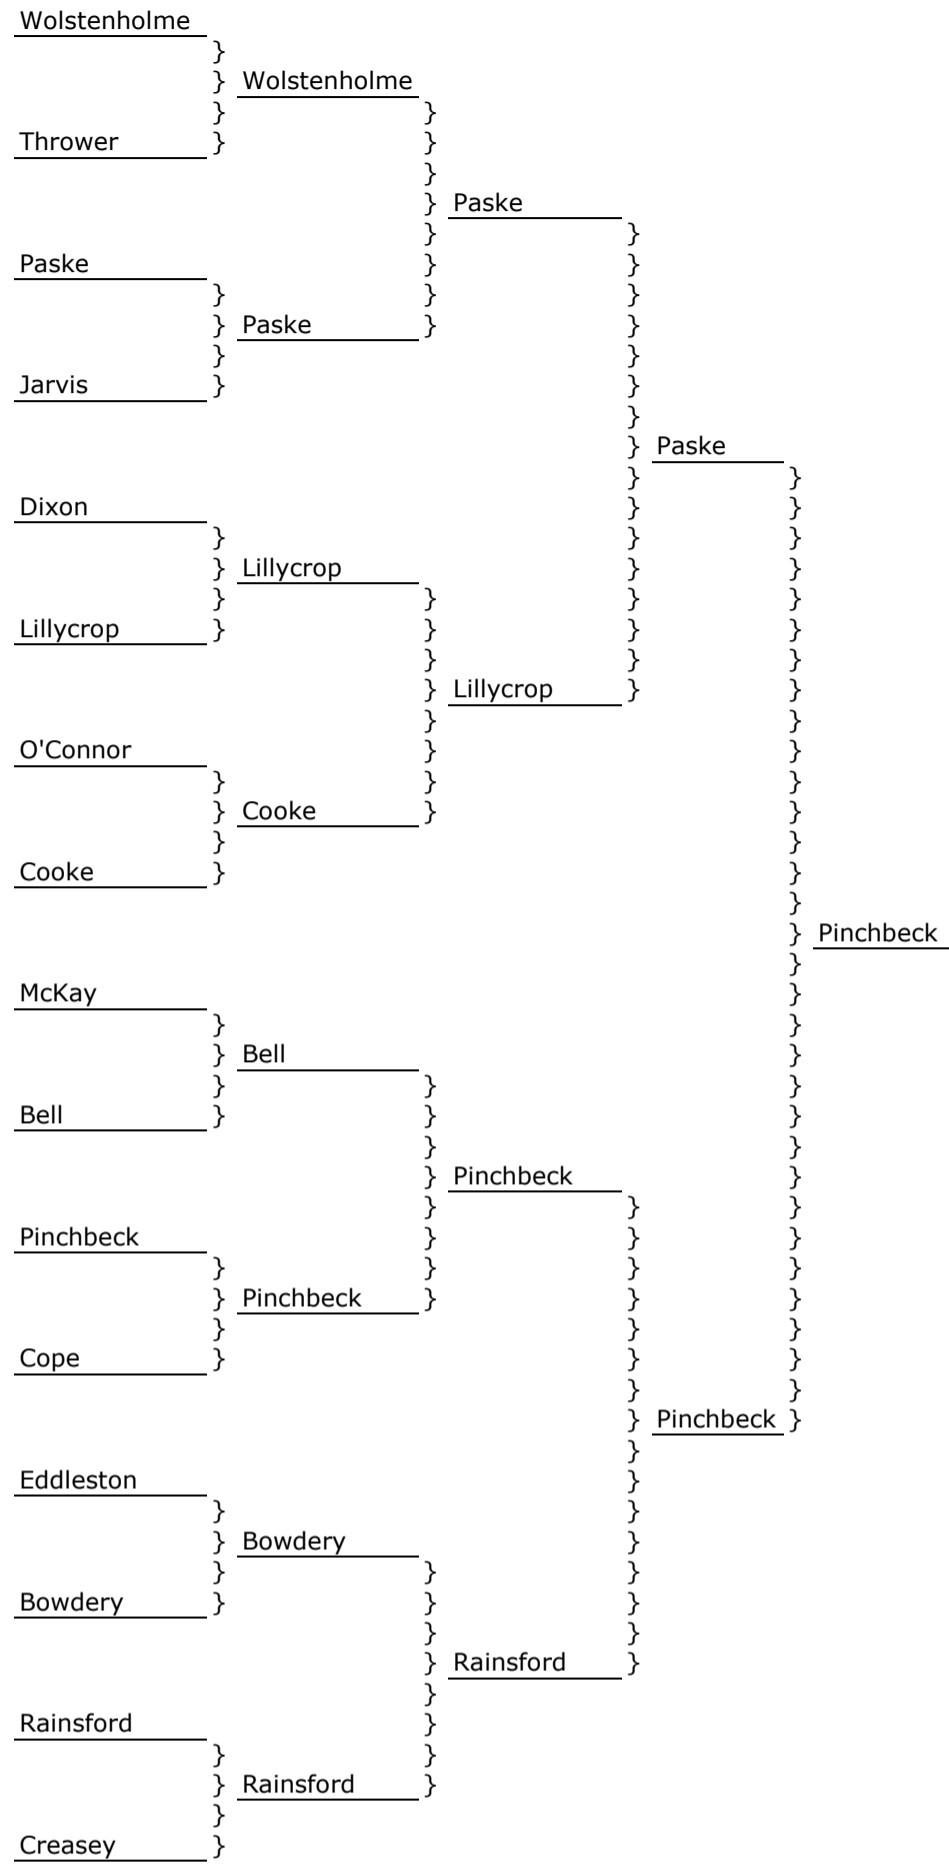 Wolstenholme
}
} Wolstenholme
} }
Thrower } }
}
} Paske
} }
Paske } }
} } }
} Paske } }
} }
Jarvis } }
}
} Paske
} }
Dixon } }
} } }
} Lillycrop } }
} } } }
Lillycrop } } } }
} } }
} Lillycrop } }
} }
O'Connor } }
} } }
} Cooke } }
} }
Cooke } }
}
} Pinchbeck
}
McKay }
} }
} Bell }
} } }
Bell } } }
} }
} Pinchbeck }
} } }
Pinchbeck } } }
} } } }
} Pinchbeck } } }
} } }
Cope } } }
} }
} Pinchbeck }
}
Eddleston }
} }
} Bowdery }
} } }
Bowdery } } }
} }
} Rainsford }
}
Rainsford }
} }
} Rainsford }
}
Creasey }